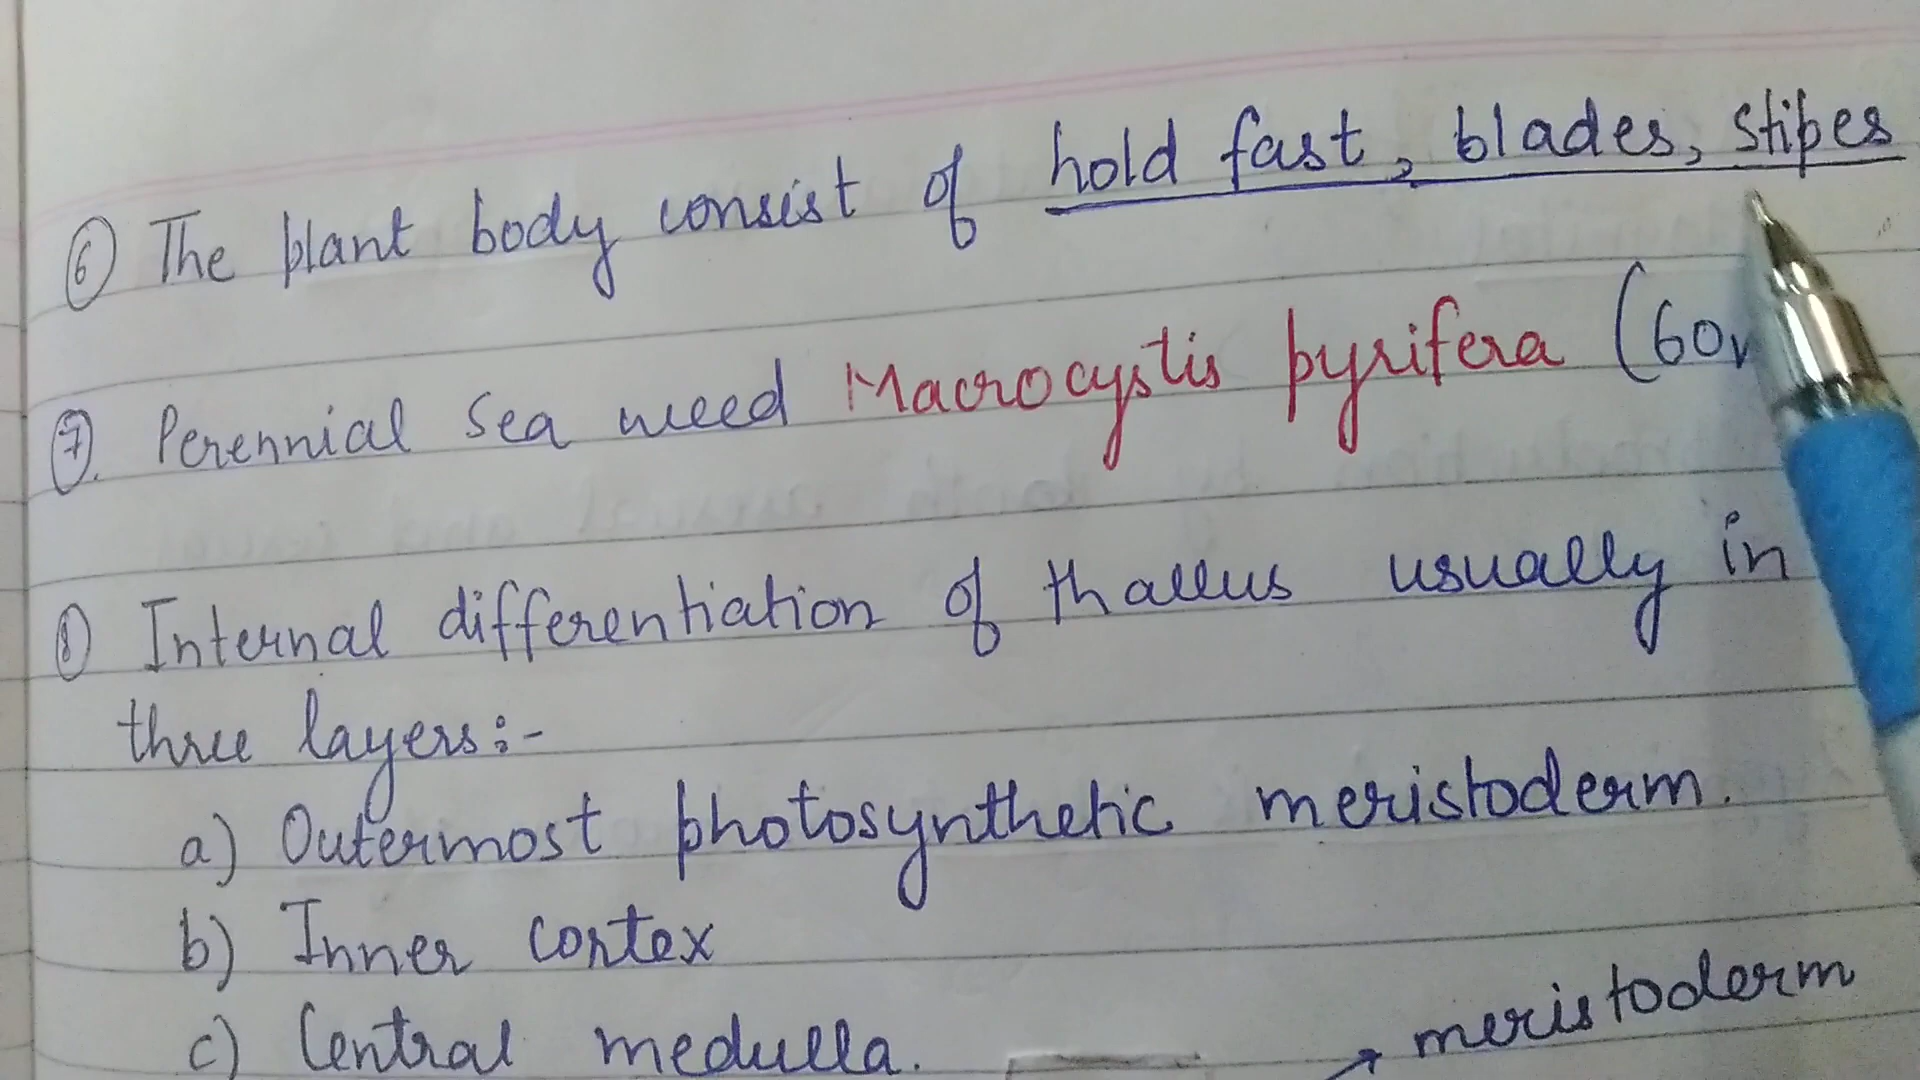 ⑥ The plant body consist of hold fast, blades, stipes
⑦. Perennial sea weed Macrocystis pyrifera (60
⑧ Internal differentiation of thallus usually in
three layers:-
a) Outermost photosynthetic meristoderm.
b) Inner cortex
c) Central medulla.
meristoderm